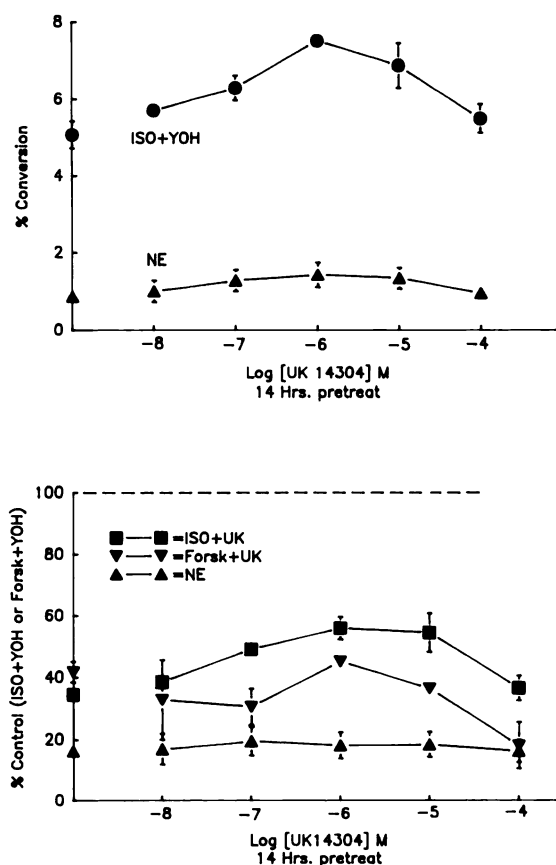 8
6
4
2
0
% Conversion
ISO+YOH
NE
−8 −7 −6 −5 −4
Log [UK 14304] M
14 Hrs. pretreat
100
80
60
40
20
0
% Control (ISO+YOH or Forsk+YOH)
=ISO+UK
=Forsk+UK
=NE
−8 −7 −6 −5 −4
Log [UK14304] M
14 Hrs. pretreat